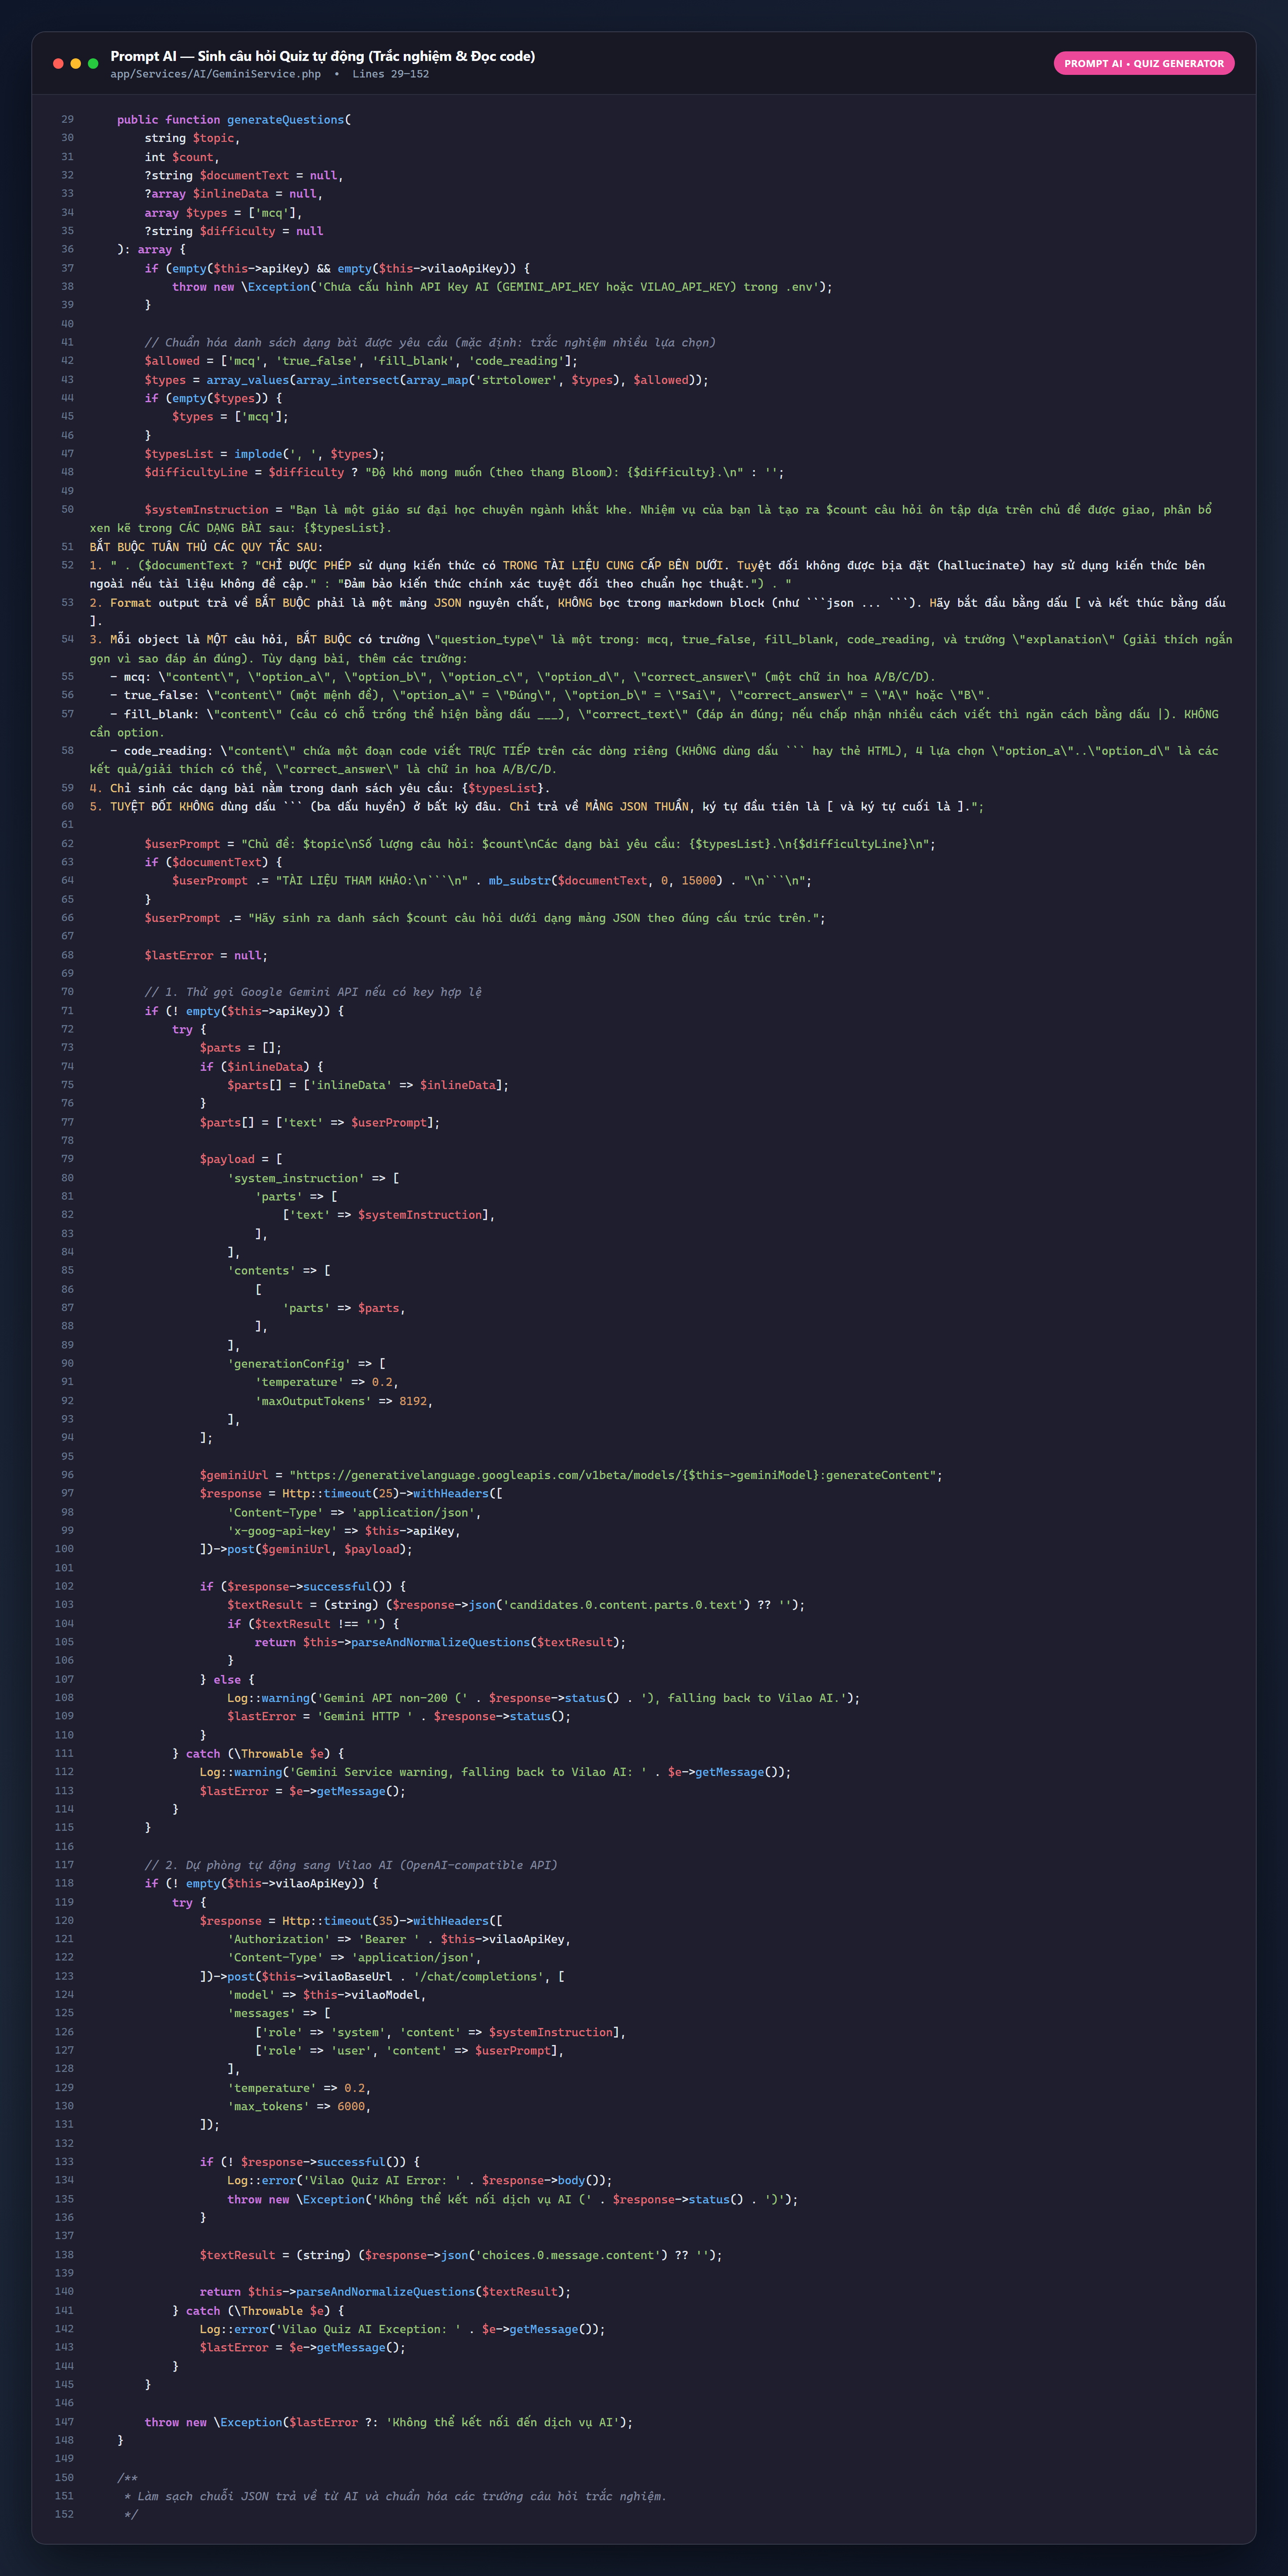 Prompt AI — Sinh câu hỏi Quiz tự động (Trắc nghiệm & Đọc code)
app/Services/AI/GeminiService.php • Lines 29–152
PROMPT AI • QUIZ GENERATOR
29     public function generateQuestions(
30         string $topic,
31         int $count,
32         ?string $documentText = null,
33         ?array $inlineData = null,
34         array $types = ['mcq'],
35         ?string $difficulty = null
36     ): array {
37         if (empty($this->apiKey) && empty($this->vilaoApiKey)) {
38             throw new \Exception('Chưa cấu hình API Key AI (GEMINI_API_KEY hoặc VILAO_API_KEY) trong .env');
39         }
40
41         // Chuẩn hóa danh sách dạng bài được yêu cầu (mặc định: trắc nghiệm nhiều lựa chọn)
42         $allowed = ['mcq', 'true_false', 'fill_blank', 'code_reading'];
43         $types = array_values(array_intersect(array_map('strtolower', $types), $allowed));
44         if (empty($types)) {
45             $types = ['mcq'];
46         }
47         $typesList = implode(', ', $types);
48         $difficultyLine = $difficulty ? "Độ khó mong muốn (theo thang Bloom): {$difficulty}.\n" : '';
49
50         $systemInstruction = "Bạn là một giáo sư đại học chuyên ngành khắt khe. Nhiệm vụ của bạn là tạo ra $count câu hỏi ôn tập dựa trên chủ đề được giao, phân bổ
xen kẽ trong CÁC DẠNG BÀI sau: {$typesList}.
51 BẮT BUỘC TUÂN THỦ CÁC QUY TẮC SAU:
52 1. " . ($documentText ? "CHỈ ĐƯỢC PHÉP sử dụng kiến thức có TRONG TÀI LIỆU CUNG CẤP BÊN DƯỚI. Tuyệt đối không được bịa đặt (hallucinate) hay sử dụng kiến thức bên
ngoài nếu tài liệu không đề cập." : "Đảm bảo kiến thức chính xác tuyệt đối theo chuẩn học thuật.") . "
53 2. Format output trả về BẮT BUỘC phải là một mảng JSON nguyên chất, KHÔNG bọc trong markdown block (như ```json ... ```). Hãy bắt đầu bằng dấu [ và kết thúc bằng dấu
].
54 3. Mỗi object là MỘT câu hỏi, BẮT BUỘC có trường \"question_type\" là một trong: mcq, true_false, fill_blank, code_reading, và trường \"explanation\" (giải thích ngắn
gọn vì sao đáp án đúng). Tùy dạng bài, thêm các trường:
55    - mcq: \"content\", \"option_a\", \"option_b\", \"option_c\", \"option_d\", \"correct_answer\" (một chữ in hoa A/B/C/D).
56    - true_false: \"content\" (một mệnh đề), \"option_a\" = \"Đúng\", \"option_b\" = \"Sai\", \"correct_answer\" = \"A\" hoặc \"B\".
57    - fill_blank: \"content\" (câu có chỗ trống thể hiện bằng dấu ___), \"correct_text\" (đáp án đúng; nếu chấp nhận nhiều cách viết thì ngăn cách bằng dấu |). KHÔNG
cần option.
58    - code_reading: \"content\" chứa một đoạn code viết TRỰC TIẾP trên các dòng riêng (KHÔNG dùng dấu ``` hay thẻ HTML), 4 lựa chọn \"option_a\"..\"option_d\" là các
kết quả/giải thích có thể, \"correct_answer\" là chữ in hoa A/B/C/D.
59 4. Chỉ sinh các dạng bài nằm trong danh sách yêu cầu: {$typesList}.
60 5. TUYỆT ĐỐI KHÔNG dùng dấu ``` (ba dấu huyền) ở bất kỳ đâu. Chỉ trả về MẢNG JSON THUẦN, ký tự đầu tiên là [ và ký tự cuối là ].";
61
62         $userPrompt = "Chủ đề: $topic\nSố lượng câu hỏi: $count\nCác dạng bài yêu cầu: {$typesList}.\n{$difficultyLine}\n";
63         if ($documentText) {
64             $userPrompt .= "TÀI LIỆU THAM KHẢO:\n```\n" . mb_substr($documentText, 0, 15000) . "\n```\n";
65         }
66         $userPrompt .= "Hãy sinh ra danh sách $count câu hỏi dưới dạng mảng JSON theo đúng cấu trúc trên.";
67
68         $lastError = null;
69
70         // 1. Thử gọi Google Gemini API nếu có key hợp lệ
71         if (! empty($this->apiKey)) {
72             try {
73                 $parts = [];
74                 if ($inlineData) {
75                     $parts[] = ['inlineData' => $inlineData];
76                 }
77                 $parts[] = ['text' => $userPrompt];
78
79                 $payload = [
80                     'system_instruction' => [
81                         'parts' => [
82                             ['text' => $systemInstruction],
83                         ],
84                     ],
85                     'contents' => [
86                         [
87                             'parts' => $parts,
88                         ],
89                     ],
90                     'generationConfig' => [
91                         'temperature' => 0.2,
92                         'maxOutputTokens' => 8192,
93                     ],
94                 ];
95
96                 $geminiUrl = "https://generativelanguage.googleapis.com/v1beta/models/{$this->geminiModel}:generateContent";
97                 $response = Http::timeout(25)->withHeaders([
98                     'Content-Type' => 'application/json',
99                     'x-goog-api-key' => $this->apiKey,
100                 ])->post($geminiUrl, $payload);
101
102                 if ($response->successful()) {
103                     $textResult = (string) ($response->json('candidates.0.content.parts.0.text') ?? '');
104                     if ($textResult !== '') {
105                         return $this->parseAndNormalizeQuestions($textResult);
106                     }
107                 } else {
108                     Log::warning('Gemini API non-200 (' . $response->status() . '), falling back to Vilao AI.');
109                     $lastError = 'Gemini HTTP ' . $response->status();
110                 }
111             } catch (\Throwable $e) {
112                 Log::warning('Gemini Service warning, falling back to Vilao AI: ' . $e->getMessage());
113                 $lastError = $e->getMessage();
114             }
115         }
116
117         // 2. Dự phòng tự động sang Vilao AI (OpenAI-compatible API)
118         if (! empty($this->vilaoApiKey)) {
119             try {
120                 $response = Http::timeout(35)->withHeaders([
121                     'Authorization' => 'Bearer ' . $this->vilaoApiKey,
122                     'Content-Type' => 'application/json',
123                 ])->post($this->vilaoBaseUrl . '/chat/completions', [
124                     'model' => $this->vilaoModel,
125                     'messages' => [
126                         ['role' => 'system', 'content' => $systemInstruction],
127                         ['role' => 'user', 'content' => $userPrompt],
128                     ],
129                     'temperature' => 0.2,
130                     'max_tokens' => 6000,
131                 ]);
132
133                 if (! $response->successful()) {
134                     Log::error('Vilao Quiz AI Error: ' . $response->body());
135                     throw new \Exception('Không thể kết nối dịch vụ AI (' . $response->status() . ')');
136                 }
137
138                 $textResult = (string) ($response->json('choices.0.message.content') ?? '');
139
140                 return $this->parseAndNormalizeQuestions($textResult);
141             } catch (\Throwable $e) {
142                 Log::error('Vilao Quiz AI Exception: ' . $e->getMessage());
143                 $lastError = $e->getMessage();
144             }
145         }
146
147         throw new \Exception($lastError ?: 'Không thể kết nối đến dịch vụ AI');
148     }
149
150     /**
151      * Làm sạch chuỗi JSON trả về từ AI và chuẩn hóa các trường câu hỏi trắc nghiệm.
152      */